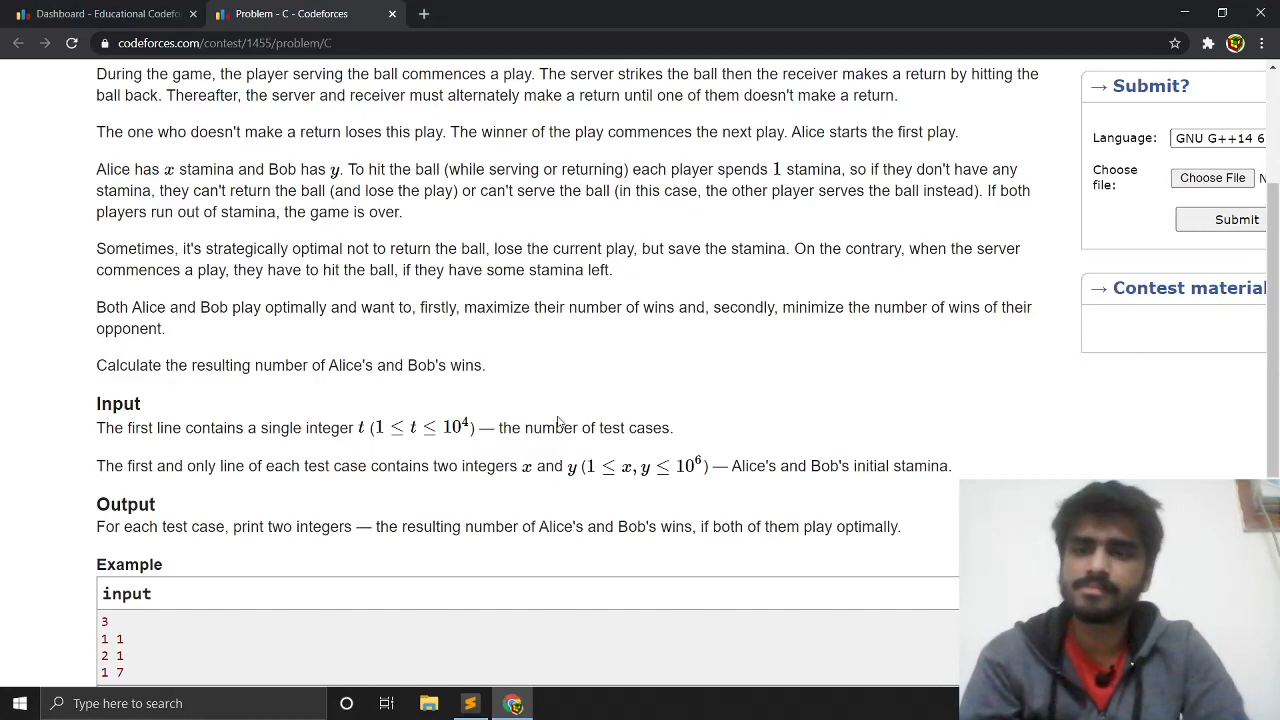 Dashboard - Educational Codefo
Problem - C - Codeforces
codeforces.com/contest/1455/problem/C
During the game, the player serving the ball commences a play. The server strikes the ball then the receiver makes a return by hitting the
ball back. Thereafter, the server and receiver must alternately make a return until one of them doesn't make a return.
The one who doesn't make a return loses this play. The winner of the play commences the next play. Alice starts the first play.
Alice has x stamina and Bob has y. To hit the ball (while serving or returning) each player spends 1 stamina, so if they don't have any
stamina, they can't return the ball (and lose the play) or can't serve the ball (in this case, the other player serves the ball instead). If both
players run out of stamina, the game is over.
Sometimes, it's strategically optimal not to return the ball, lose the current play, but save the stamina. On the contrary, when the server
commences a play, they have to hit the ball, if they have some stamina left.
Both Alice and Bob play optimally and want to, firstly, maximize their number of wins and, secondly, minimize the number of wins of their
opponent.
Calculate the resulting number of Alice's and Bob's wins.
Input
The first line contains a single integer t (1 ≤ t ≤ 10⁴) — the number of test cases.
The first and only line of each test case contains two integers x and y (1 ≤ x, y ≤ 10⁶) — Alice's and Bob's initial stamina.
Output
For each test case, print two integers — the resulting number of Alice's and Bob's wins, if both of them play optimally.
Example
input
3
1 1
2 1
1 7
→ Submit?
Language: GNU G++14 6
Choose
file:
Choose File N
Submit
→ Contest material
Type here to search